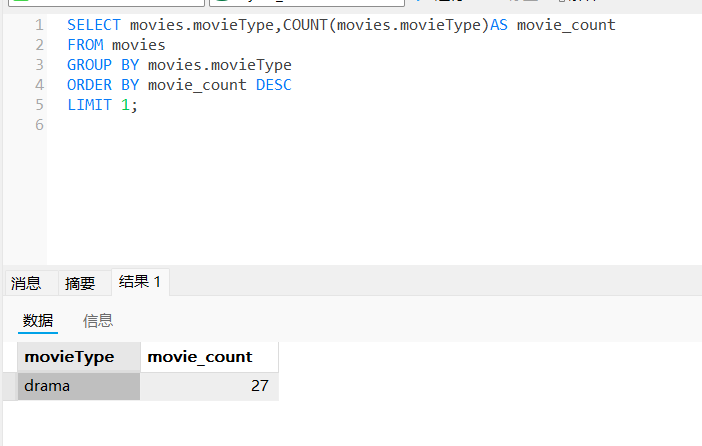 1 SELECT movies.movieType,COUNT(movies.movieType)AS movie_count
2 FROM movies
3 GROUP BY movies.movieType
4 ORDER BY movie_count DESC
5 LIMIT 1;
6
消息 摘要 结果 1
数据 信息
movieType movie_count
drama 27